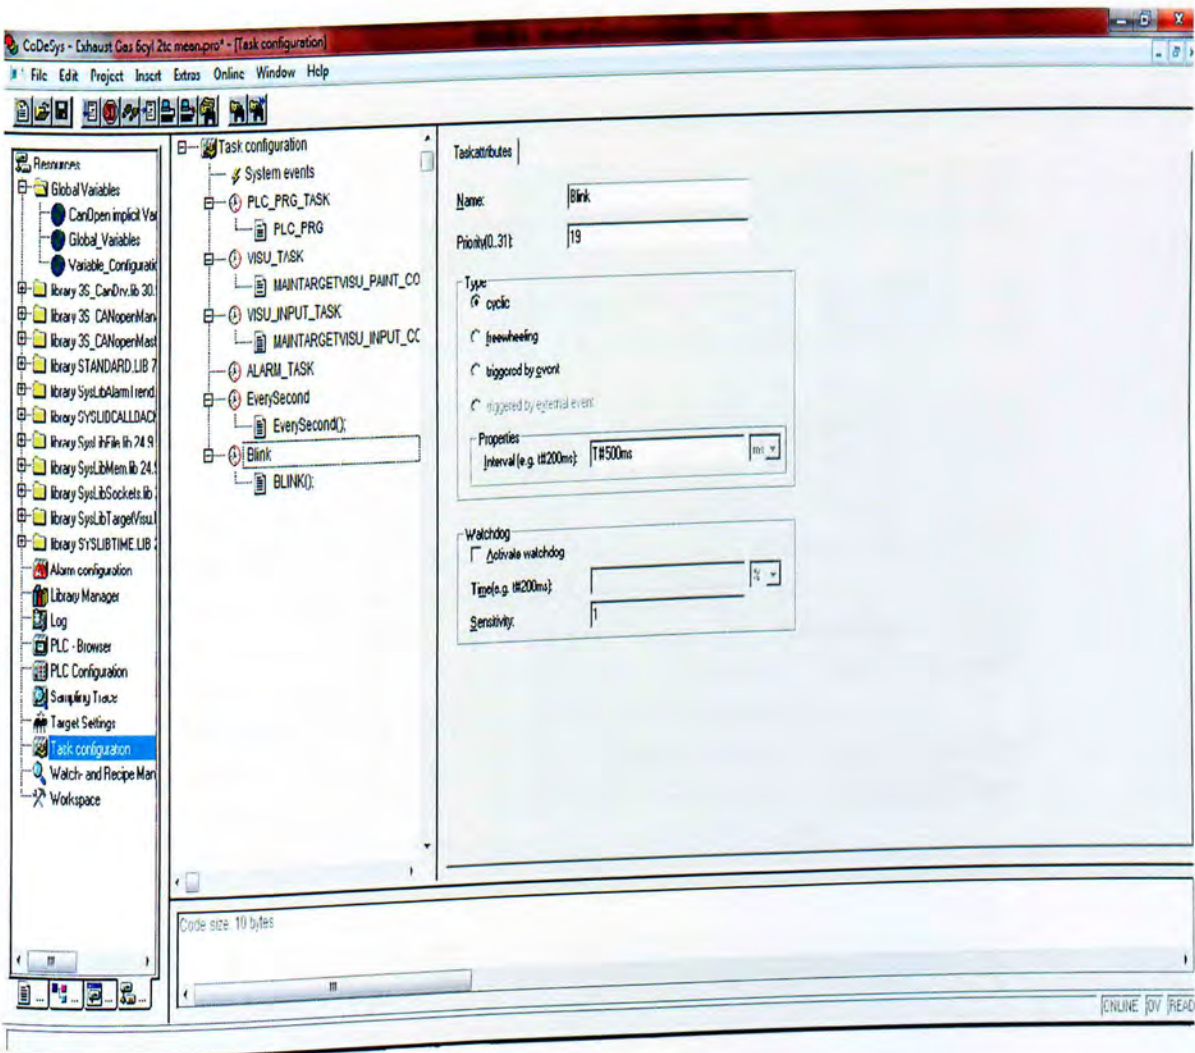 CoDeSys - Exhaust Gas 6cyl 2tc mean.pro* - [Task configuration]
File Edit Project Insert Extras Online Window Help
Resources
Global Variables
CanOpen implicit Var
Global_Variables
Variable_Configuratio
library 3S_CanDrv.lib 30.
library 3S_CANopenMan
library 3S_CANopenMast
library STANDARD.LIB 7
library SysLibAlarmTrend.
library SYSLIBCALLBACK
library SysLibFile.lib 24.9
library SysLibMem.lib 24.9
library SysLibSockets.lib
library SysLibTargetVisu.l
library SYSLIBTIME.LIB 2
Alarm configuration
Library Manager
Log
PLC - Browser
PLC Configuration
Sampling Trace
Target Settings
Task configuration
Watch- and Recipe Man
Workspace
Task configuration
System events
PLC_PRG_TASK
PLC_PRG
VISU_TASK
MAINTARGETVISU_PAINT_CO
VISU_INPUT_TASK
MAINTARGETVISU_INPUT_CC
ALARM_TASK
EverySecond
EverySecond();
Blink
BLINK();
Taskattributes
Name: Blink
Priority(0..31): 19
Type
cyclic
freewheeling
triggered by event
triggered by external event
Properties
Interval (e.g. t#200ms): T#500ms ms
Watchdog
Activate watchdog
Time(e.g. t#200ms): %
Sensitivity: 1
Code size: 10 bytes
ONLINE OV READ